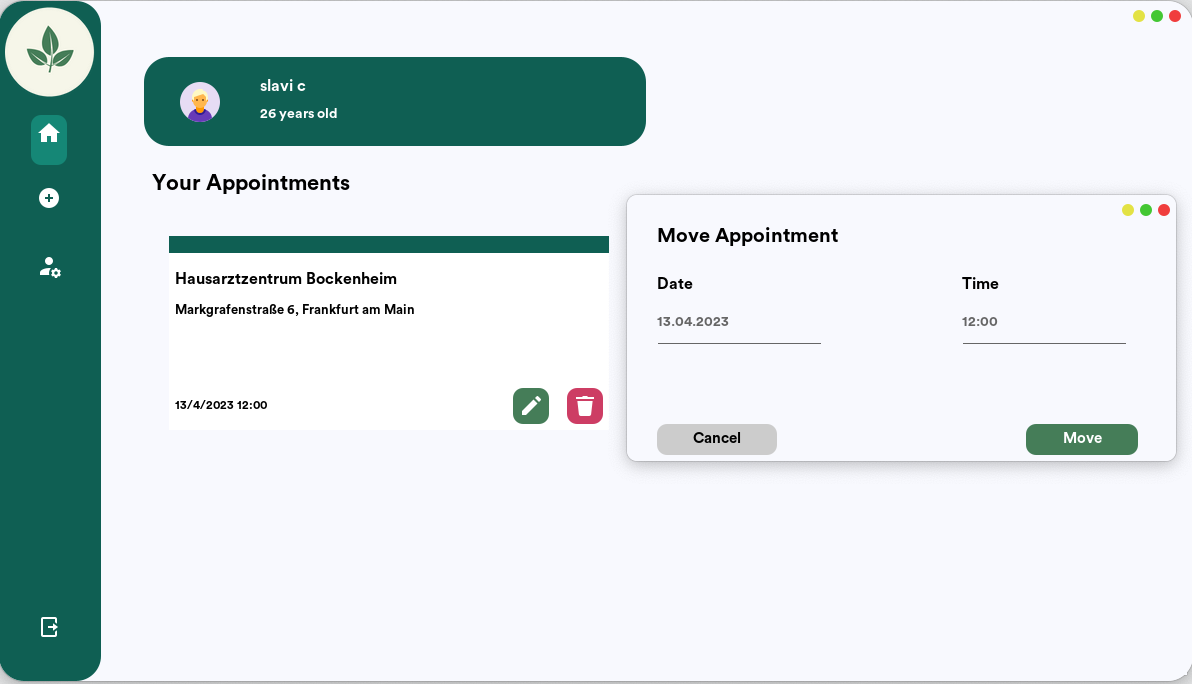 slavi c
26 years old
Your Appointments
Hausarztzentrum Bockenheim
Markgrafenstraße 6, Frankfurt am Main
13/4/2023 12:00
Move Appointment
Date
Time
13.04.2023
12:00
Cancel
Move